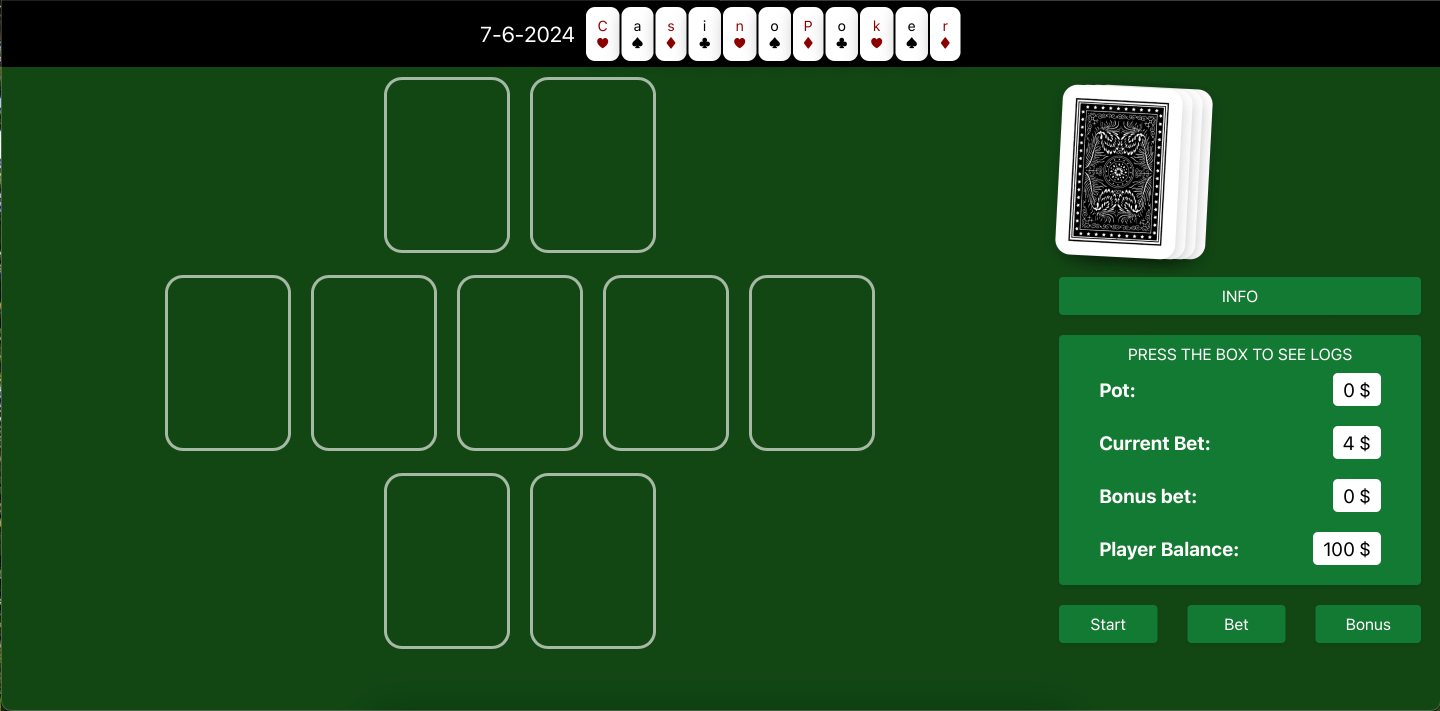 7-6-2024 CasinoPoker
INFO
PRESS THE BOX TO SEE LOGS
Pot: 0 $
Current Bet: 4 $
Bonus bet: 0 $
Player Balance: 100 $
Start Bet Bonus